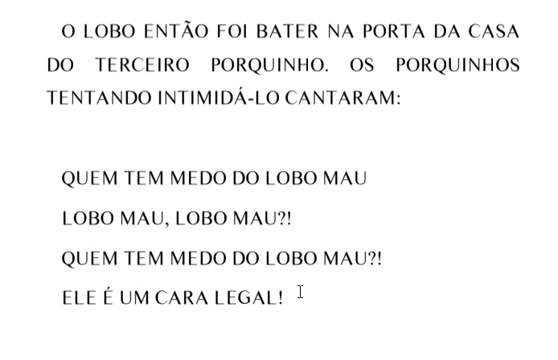 O LOBO ENTÃO FOI BATER NA PORTA DA CASA
DO TERCEIRO PORQUINHO. OS PORQUINHOS
TENTANDO INTIMIDÁ-LO CANTARAM:
QUEM TEM MEDO DO LOBO MAU
LOBO MAU, LOBO MAU?!
QUEM TEM MEDO DO LOBO MAU?!
ELE É UM CARA LEGAL!